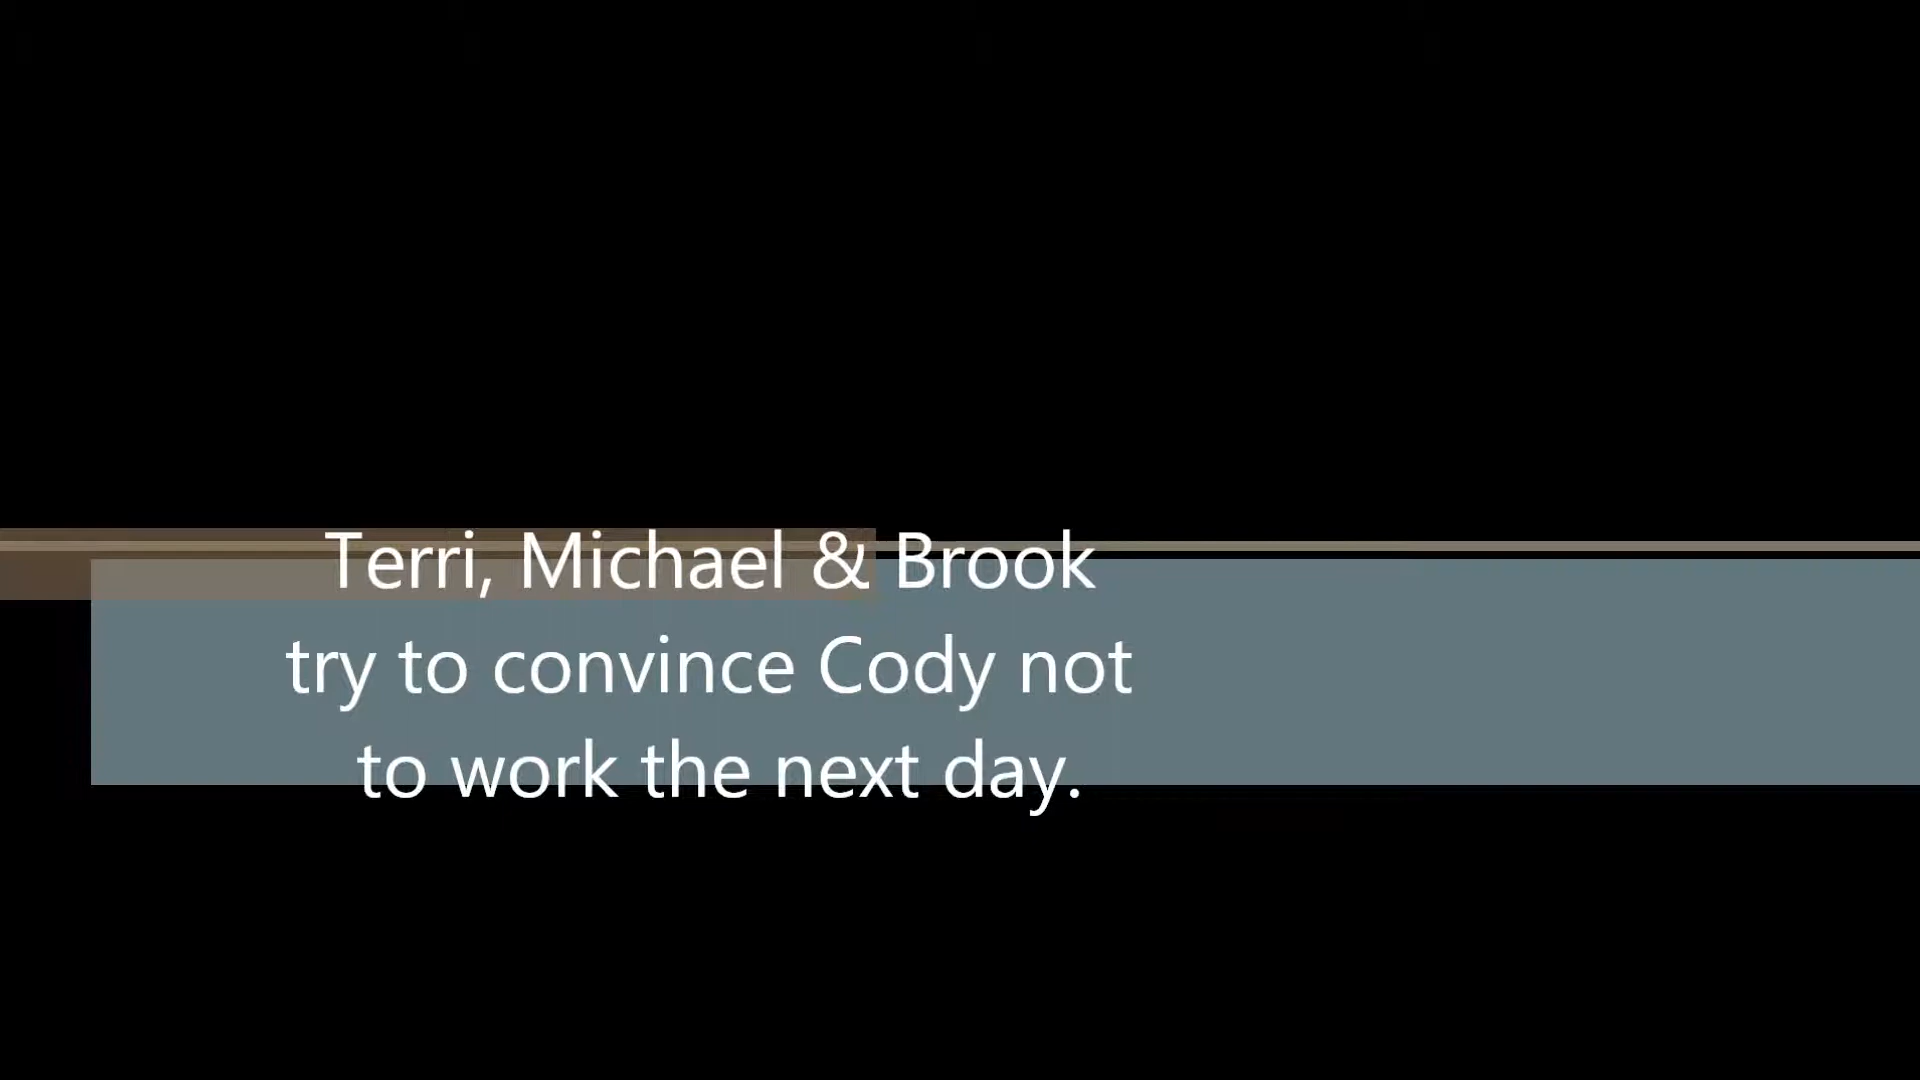 Terri, Michael & Brook
try to convince Cody not
to work the next day.